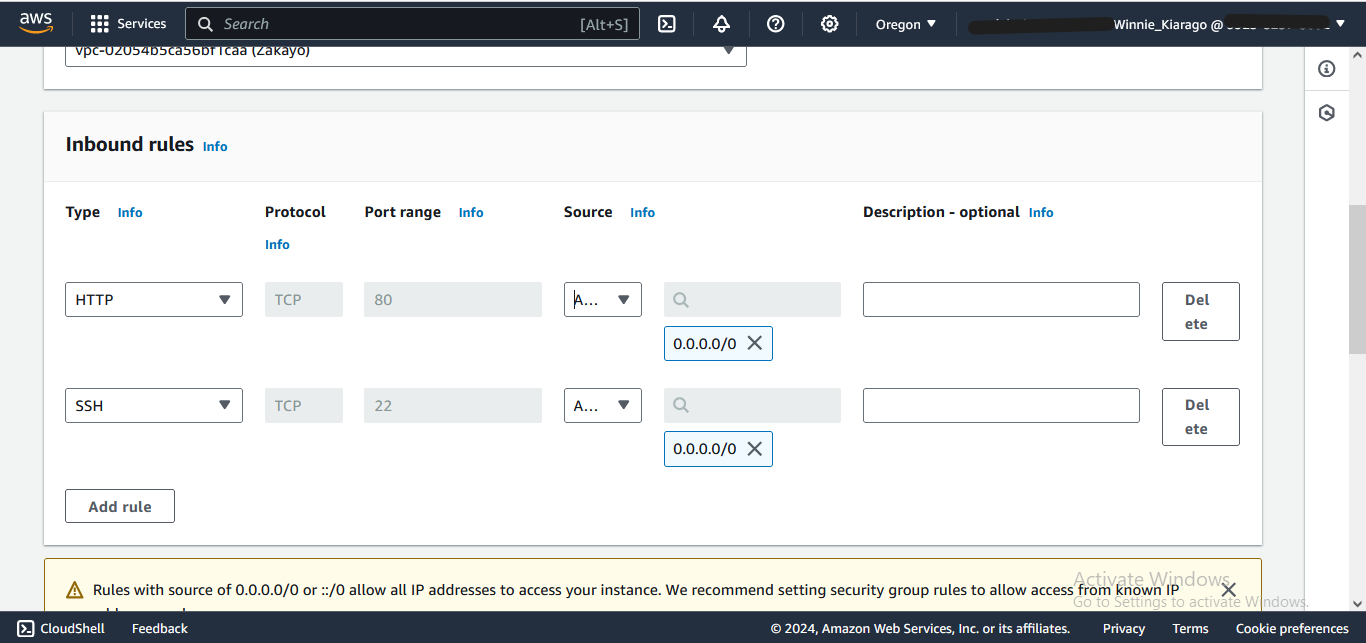 aws Services Search [Alt+S] Oregon Winnie_Kiarago @
vpc-02054b5ca56bf1caa (Zakayo)
Inbound rules Info
Type Info Protocol Port range Info Source Info Description - optional Info
Info
HTTP TCP 80 A... Del
ete
0.0.0.0/0
SSH TCP 22 A... Del
ete
0.0.0.0/0
Add rule
Rules with source of 0.0.0.0/0 or ::/0 allow all IP addresses to access your instance. We recommend setting security group rules to allow access from known IP
Activate Windows
Go to Settings to activate Windows.
CloudShell Feedback © 2024, Amazon Web Services, Inc. or its affiliates. Privacy Terms Cookie preferences